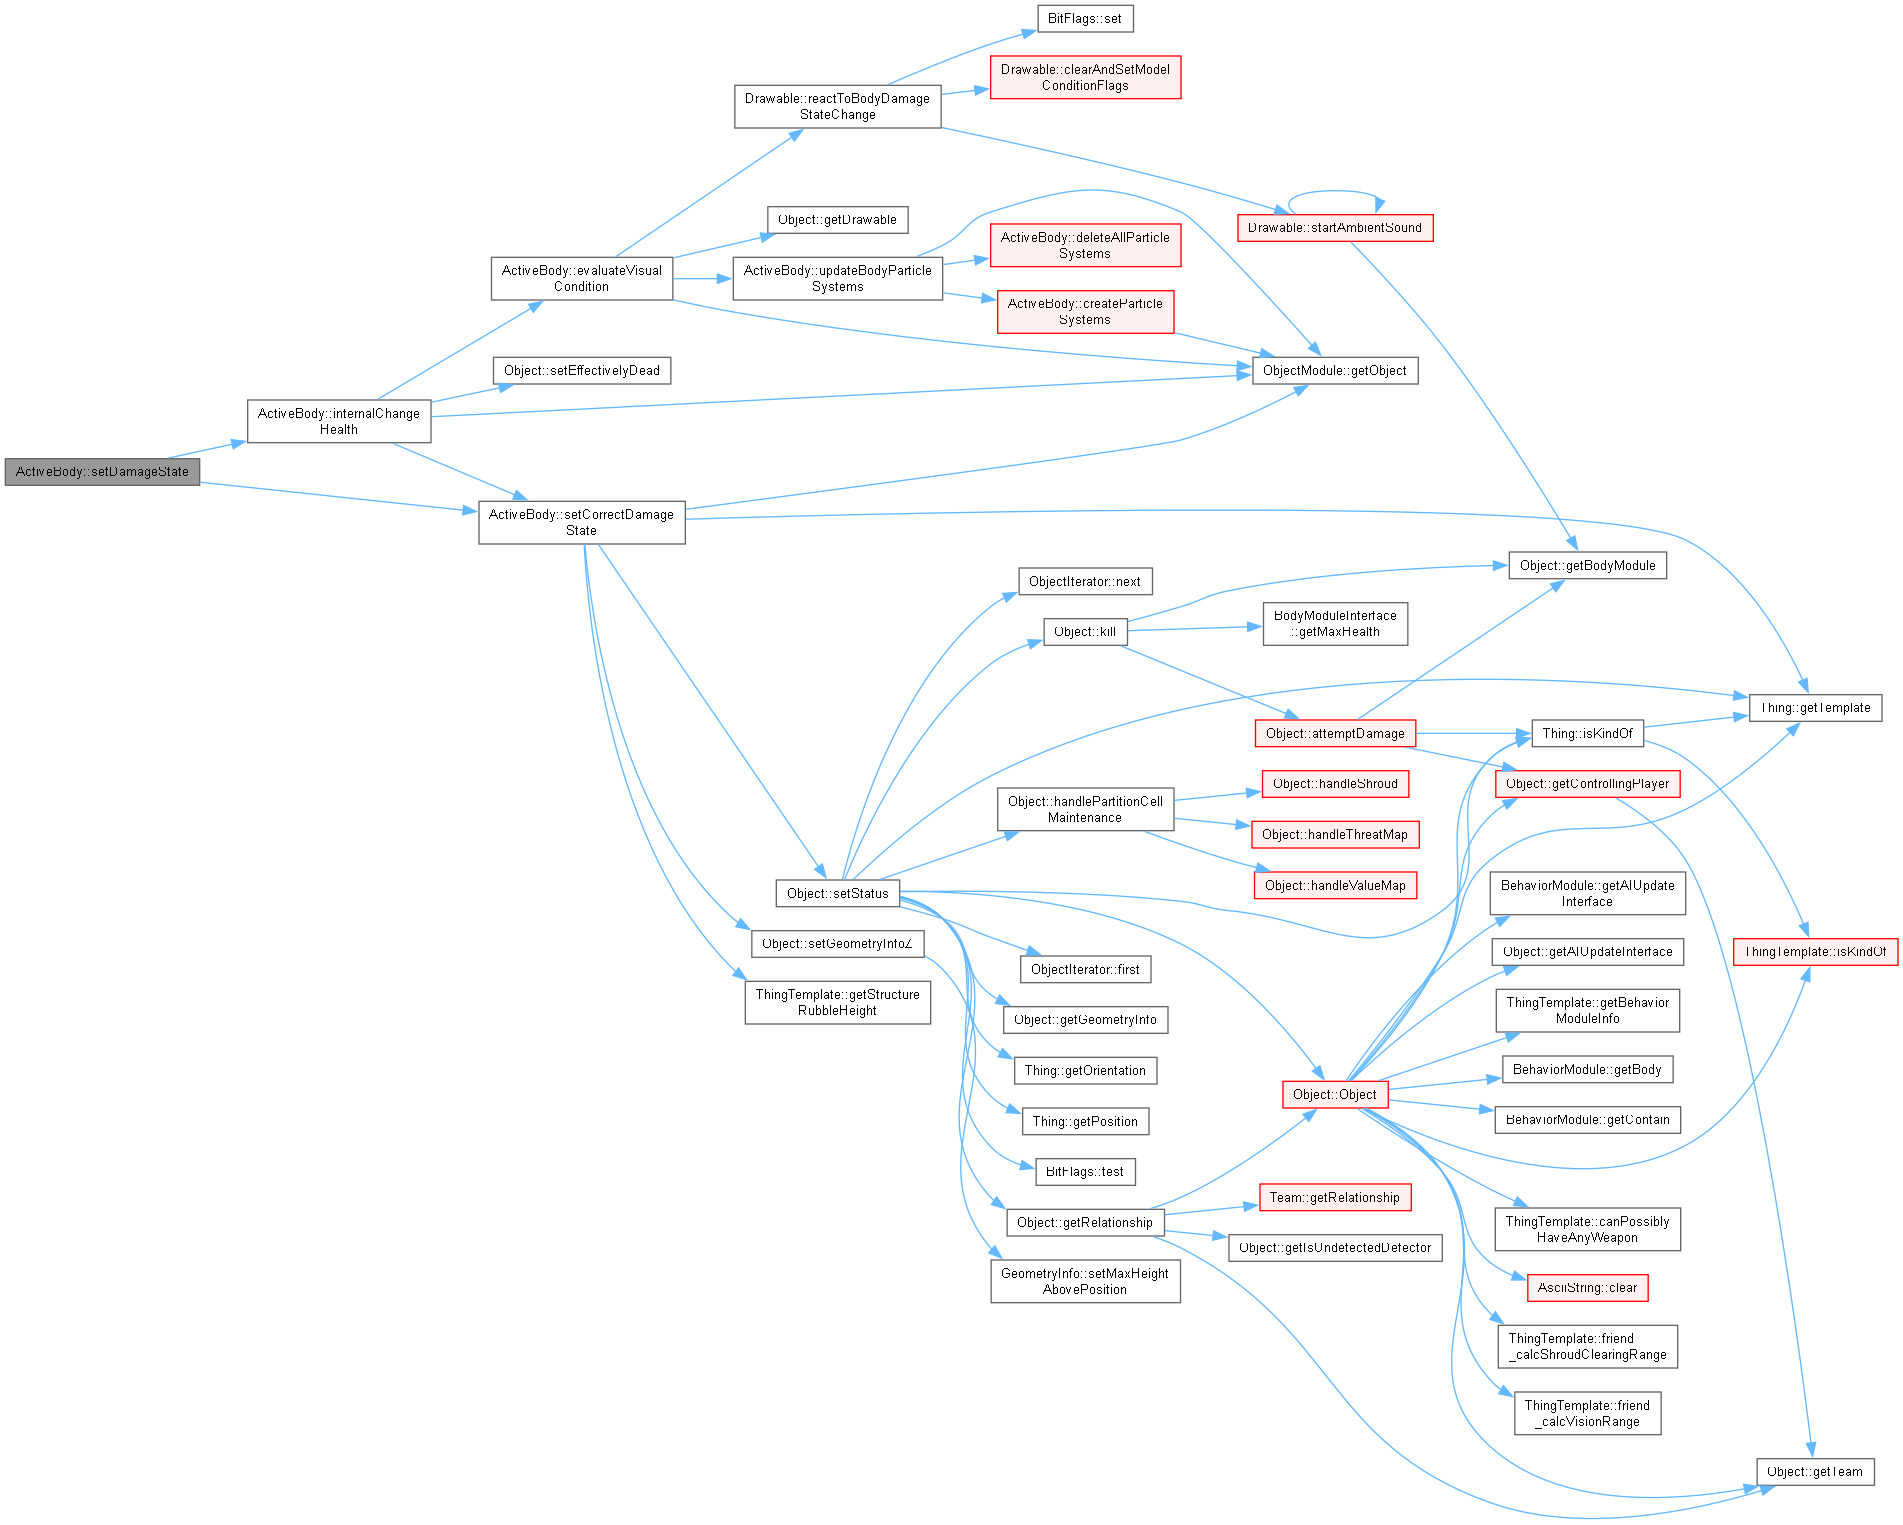 BitFlags::set
Drawable::clearAndSetModel
ConditionFlags
Drawable::reactToBodyDamage
StateChange
Object::getDrawable
Drawable::startAmbientSound
ActiveBody::deleteAllParticle
Systems
ActiveBody::evaluateVisual
Condition
ActiveBody::updateBodyParticle
Systems
ActiveBody::createParticle
Systems
Object::setEffectivelyDead
ObjectModule::getObject
ActiveBody::internalChange
Health
ActiveBody::setDamageState
ActiveBody::setCorrectDamage
State
Object::getBodyModule
ObjectIterator::next
BodyModuleInterface
::getMaxHealth
Object::kill
Thing::getTemplate
Object::attemptDamage
Thing::isKindOf
Object::handleShroud
Object::getControllingPlayer
Object::handlePartitionCell
Maintenance
Object::handleThreatMap
Object::handleValueMap
Object::setStatus
BehaviorModule::getAIUpdate
Interface
Object::setGeometryInfoZ
Object::getAIUpdateInterface
ThingTemplate::isKindOf
ObjectIterator::first
ThingTemplate::getStructure
RubbleHeight
ThingTemplate::getBehavior
ModuleInfo
Object::getGeometryInfo
Thing::getOrientation
BehaviorModule::getBody
Object::Object
Thing::getPosition
BehaviorModule::getContain
BitFlags::test
Team::getRelationship
Object::getRelationship
ThingTemplate::canPossibly
HaveAnyWeapon
Object::getIsUndetectedDefector
GeometryInfo::setMaxHeight
AbovePosition
AsciiString::clear
ThingTemplate::friend
_calcShroudClearingRange
ThingTemplate::friend
_calcVisionRange
Object::getTeam